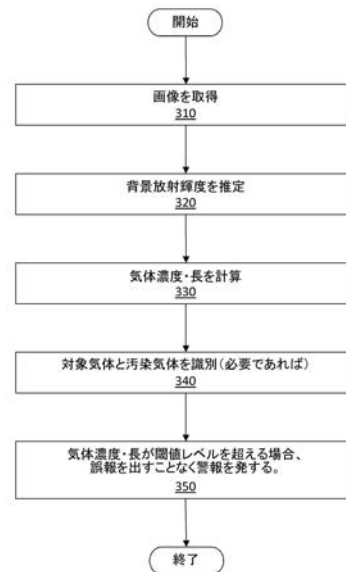 開始
画像を取得
310
背景放射輝度を推定
320
気体濃度・長を計算
330
対象気体と汚染気体を識別(必要であれば)
340
気体濃度・長が閾値レベルを超える場合、
誤報を出すことなく警報を発する。
350
終了